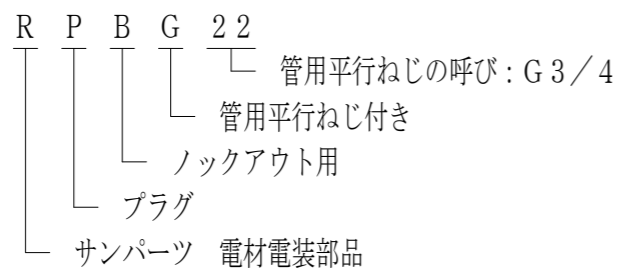 RPBG22
管用平行ねじの呼び:G3/4
管用平行ねじ付き
ノックアウト用
プラグ
サンパーツ 電材電装部品